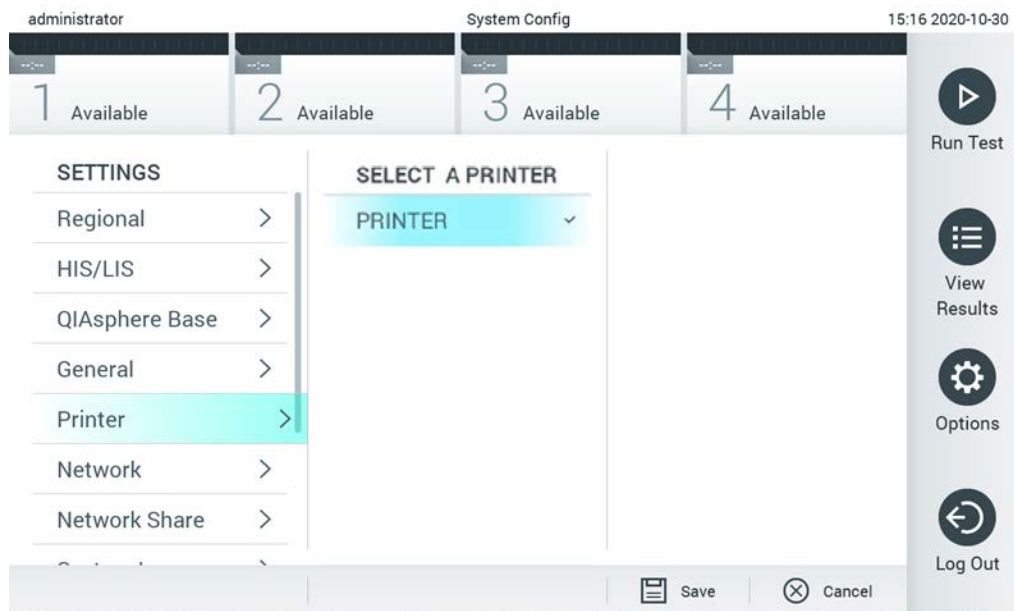 administrator System Config 15:16 2020-10-30
--:-- --:-- --:-- --:--
1 Available 2 Available 3 Available 4 Available
Run Test
SETTINGS SELECT A PRINTER
Regional PRINTER
HIS/LIS
View
Results
QIAsphere Base
General
Printer
Options
Network
Network Share
Log Out
Save Cancel